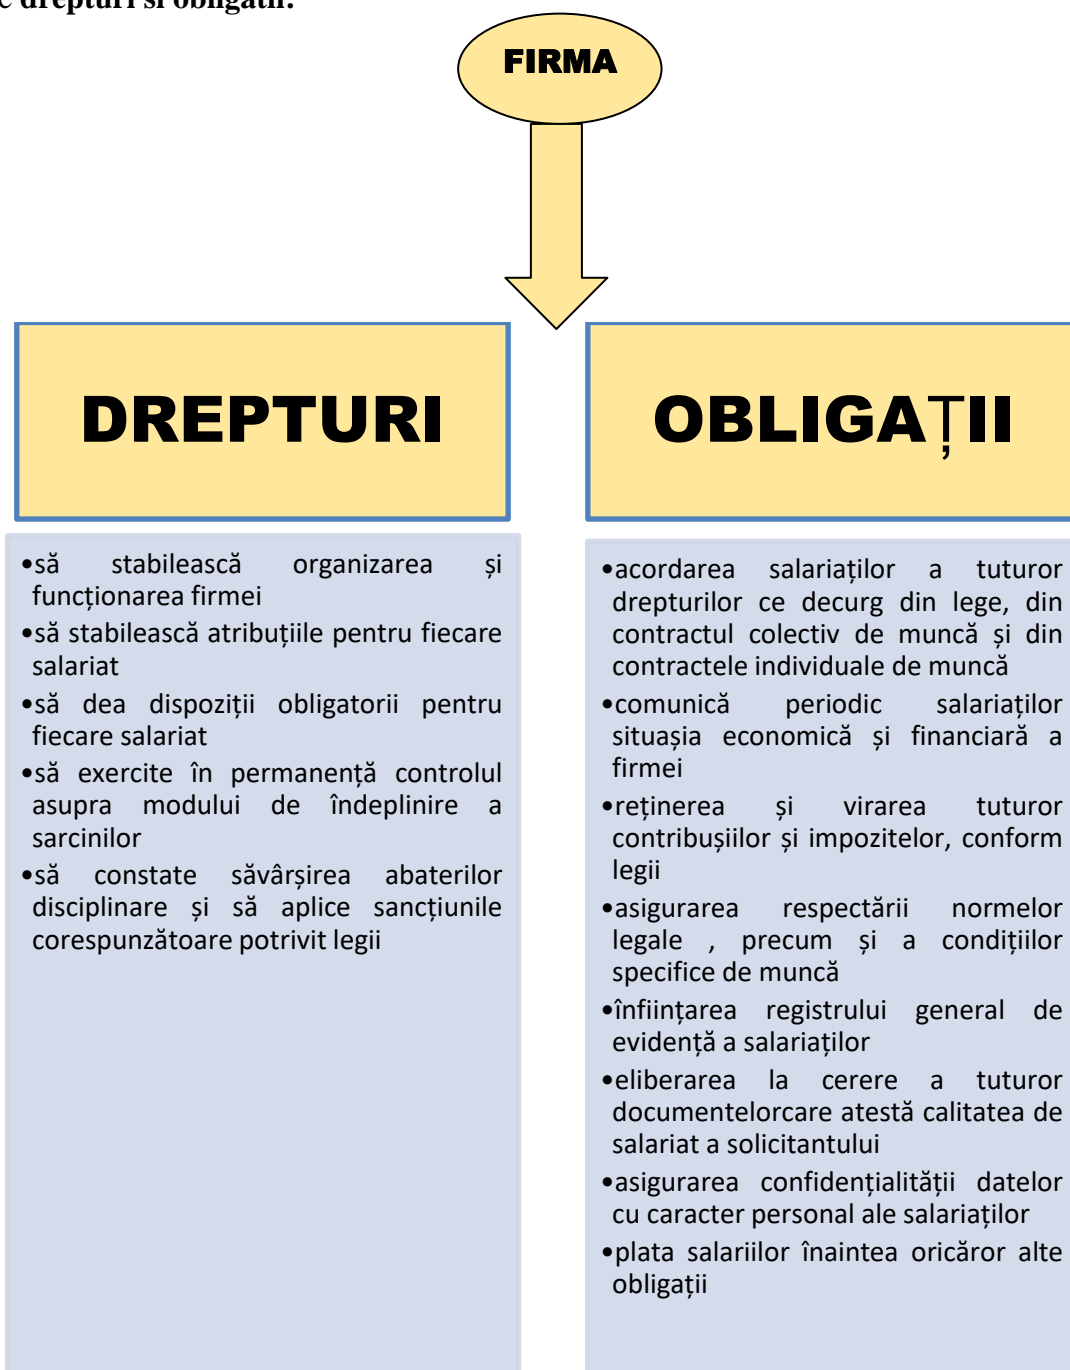 drepturi si obligatii:
FIRMA
DREPTURI
•să stabilească organizarea și
funcționarea firmei
•să stabilească atribuțiile pentru fiecare
salariat
•să dea dispoziții obligatorii pentru
fiecare salariat
•să exercite în permanență controlul
asupra modului de îndeplinire a
sarcinilor
•să constate săvârșirea abaterilor
disciplinare și să aplice sancțiunile
corespunzătoare potrivit legii
OBLIGAȚII
•acordarea salariaților a tuturor
drepturilor ce decurg din lege, din
contractul colectiv de muncă și din
contractele individuale de muncă
•comunică periodic salariaților
situașia economică și financiară a
firmei
•reținerea și virarea tuturor
contribușiilor și impozitelor, conform
legii
•asigurarea respectării normelor
legale , precum și a condițiilor
specifice de muncă
•înființarea registrului general de
evidență a salariaților
•eliberarea la cerere a tuturor
documentelorcare atestă calitatea de
salariat a solicitantului
•asigurarea confidențialității datelor
cu caracter personal ale salariaților
•plata salariilor înaintea oricăror alte
obligații